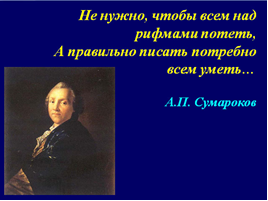 Не нужно, чтобы всем над
рифмами потеть,
А правильно писать потребно
всем уметь…
А.П. Сумароков